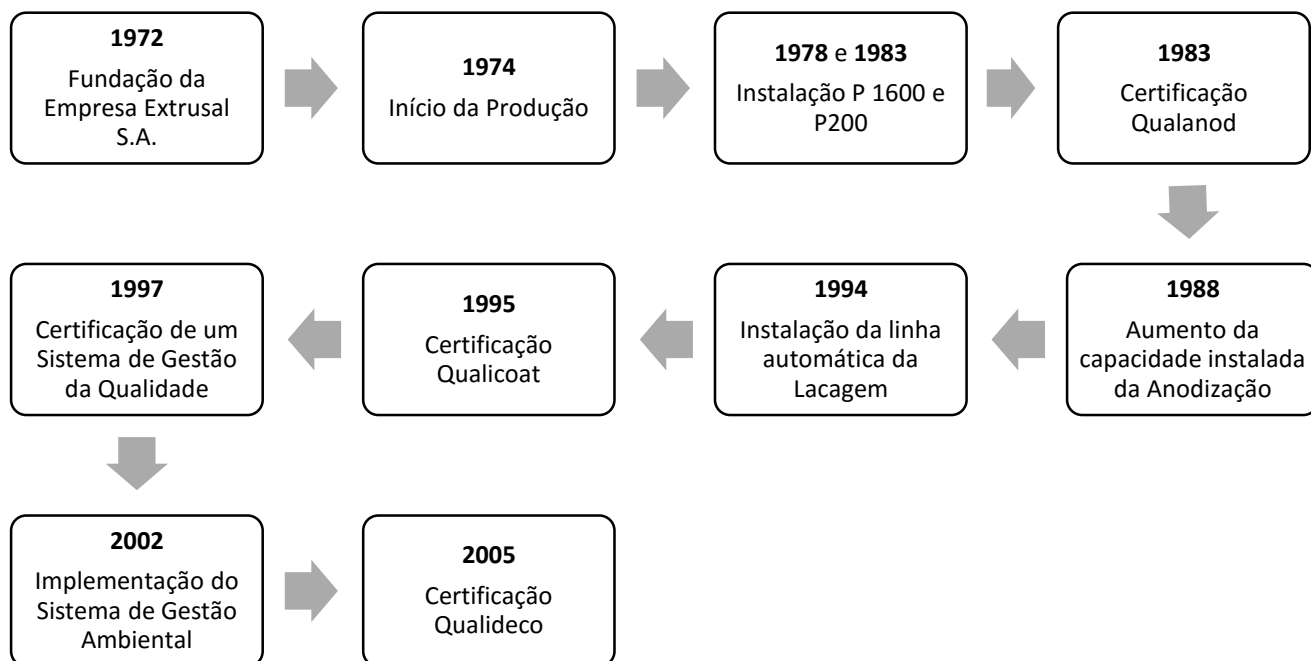 1972
Fundação da
Empresa Extrusal
S.A.
1974
Início da Produção
1978 e 1983
Instalação P 1600 e
P200
1983
Certificação
Qualanod
1988
Aumento da
capacidade instalada
da Anodização
1994
Instalação da linha
automática da
Lacagem
1995
Certificação
Qualicoat
1997
Certificação de um
Sistema de Gestão
da Qualidade
2002
Implementação do
Sistema de Gestão
Ambiental
2005
Certificação
Qualideco